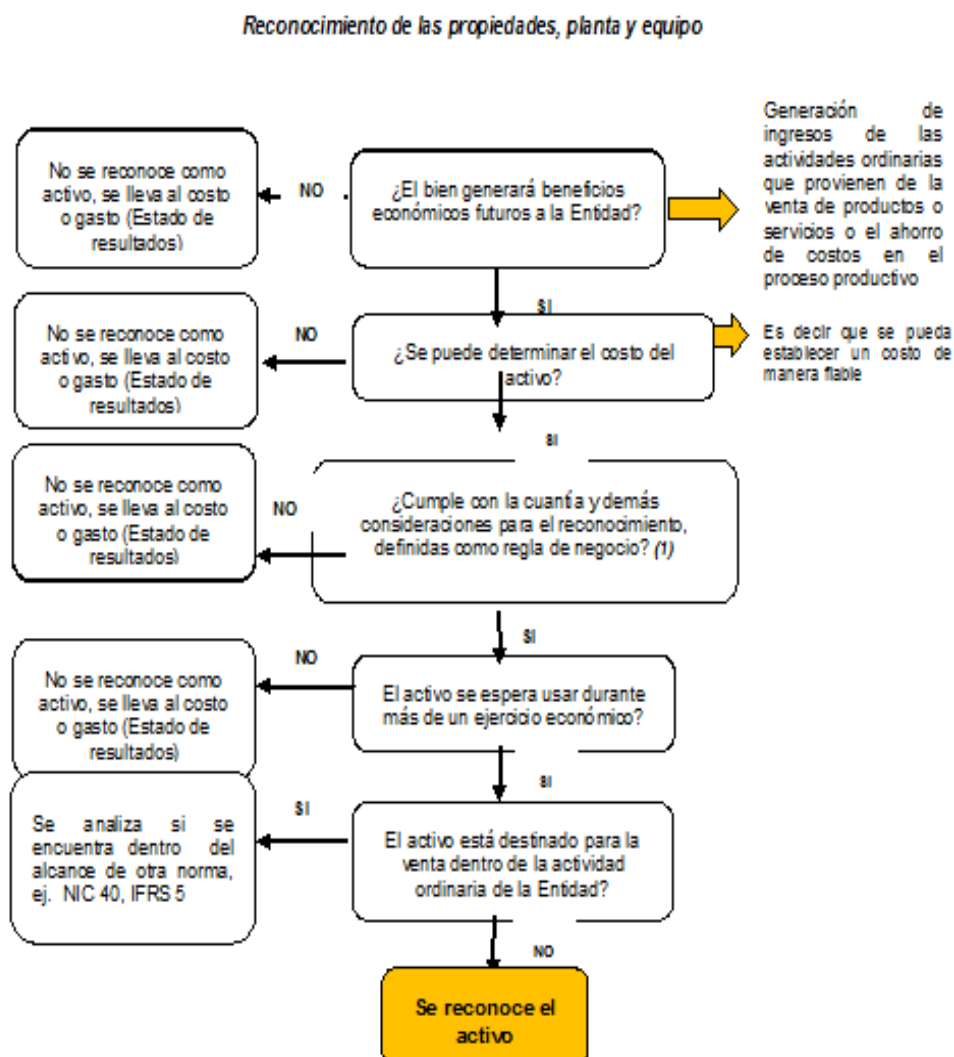 Reconocimiento de las propiedades, planta y equipo
Generación de
ingresos de las
actividades ordinarias
que provienen de la
venta de productos o
servicios o el ahorro
de costos en el
proceso productivo
No se reconoce como
activo, se lleva al costo
o gasto (Estado de
resultados)
NO
¿El bien generará beneficios
económicos futuros a la Entidad?
SI
No se reconoce como
activo, se lleva al costo
o gasto (Estado de
resultados)
NO
¿Se puede determinar el costo del
activo?
Es decir que se pueda
establecer un costo de
manera fiable
SI
No se reconoce como
activo, se lleva al costo
o gasto (Estado de
resultados)
NO
¿Cumple con la cuantía y demás
consideraciones para el reconocimiento,
definidas como regla de negocio? (1)
SI
No se reconoce como
activo, se lleva al costo
o gasto (Estado de
resultados)
NO
El activo se espera usar durante
más de un ejercicio económico?
SI
Se analiza si se
encuentra dentro del
alcance de otra norma,
ej. NIC 40, IFRS 5
SI
El activo está destinado para la
venta dentro de la actividad
ordinaria de la Entidad?
NO
Se reconoce el
activo